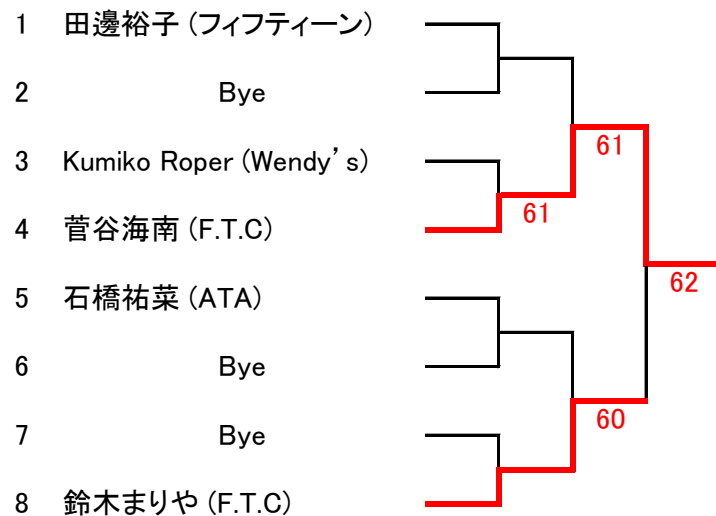 1 田邊裕子 (フィフティーン)
2 Bye
61
3 Kumiko Roper (Wendy's)
61
4 菅谷海南 (F.T.C)
62
5 石橋祐菜 (ATA)
6 Bye
60
7 Bye
8 鈴木まりや (F.T.C)